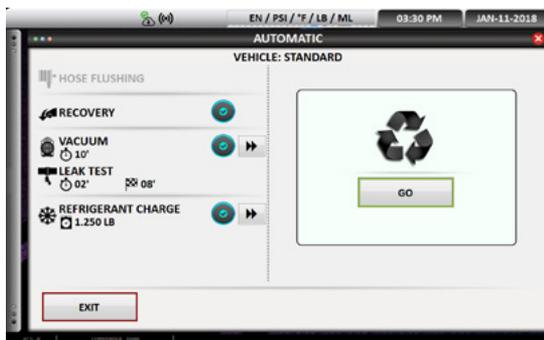 EN / PSI / °F / LB / ML
03:30 PM
JAN-11-2018
AUTOMATIC
VEHICLE: STANDARD
HOSE FLUSHING
RECOVERY
VACUUM
10'
LEAK TEST
02' 08'
REFRIGERANT CHARGE
1.250 LB
GO
EXIT